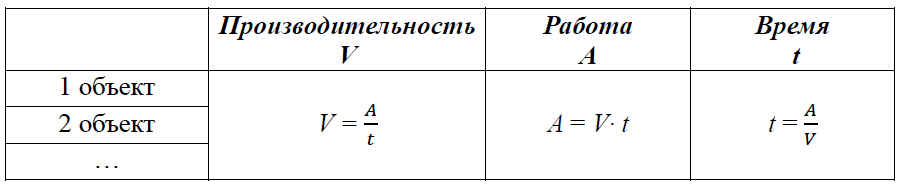 Производительность Работа Время
V A t
1 объект
2 объект V = A/t A = V· t t = A/V
…